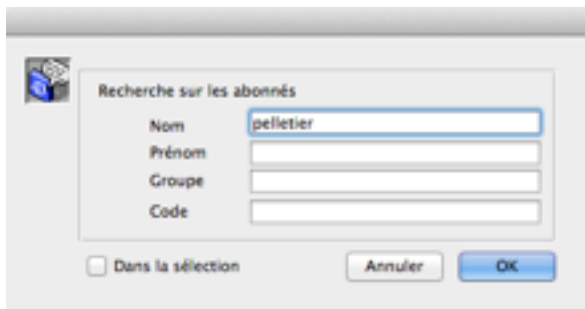 Recherche sur les abonnés
Nom pelletier
Prénom
Groupe
Code
Dans la sélection Annuler OK